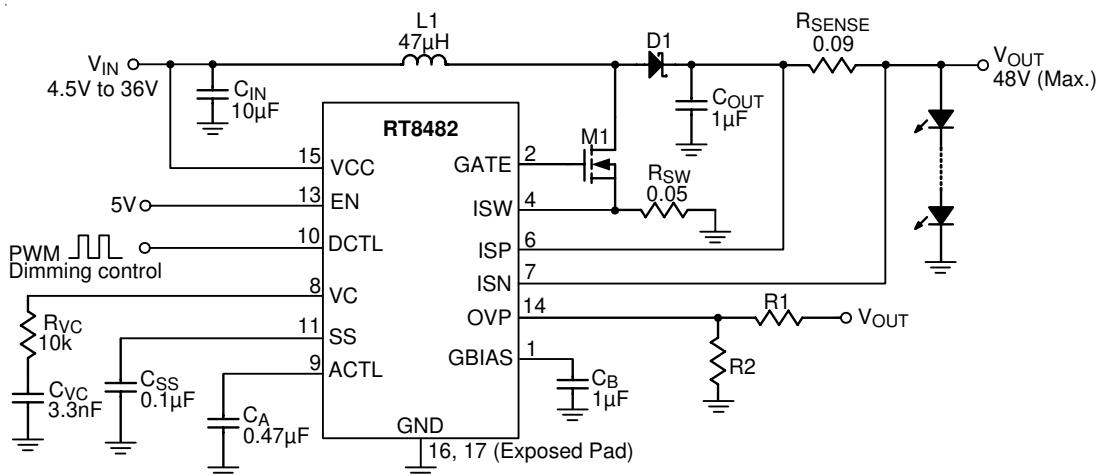 L1
47µH
D1
RSENSE
0.09
VIN
4.5V to 36V
VOUT
48V (Max.)
CIN
10µF
COUT
1µF
RT8482
M1
15
VCC
GATE
2
RSW
0.05
5V
13
EN
ISW
4
PWM
Dimming control
10
DCTL
ISP
6
ISN
7
8
VC
OVP
14
R1
VOUT
RVC
10k
11
SS
R2
GBIAS
1
9
ACTL
CB
1µF
CVC
3.3nF
CSS
0.1µF
CA
0.47µF
GND
16, 17 (Exposed Pad)